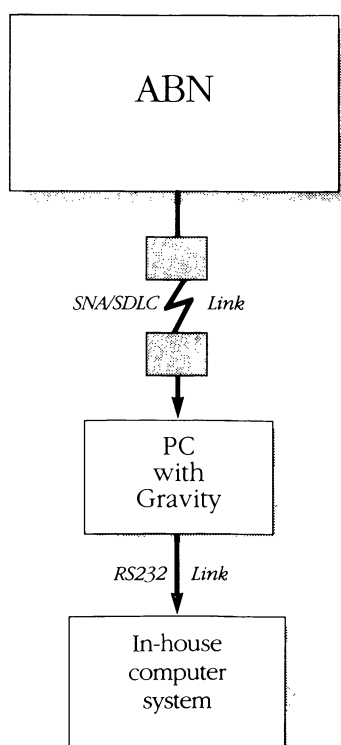 ABN
SNA/SDLC Link
PC
with
Gravity
RS232 Link
In-house
computer
system